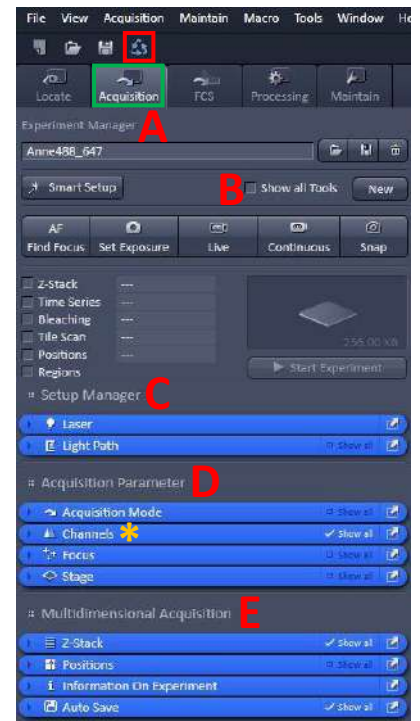 File View Acquisition Maintain Macro Tools Window He
Locate Acquisition FCS Processing Maintain
Experiment Manager A
Anne488_647
Smart Setup B Show all Tools New
AF
Find Focus Set Exposure Live Continuous Snap
Z-Stack ---
Time Series ---
Bleaching ---
Tile Scan ---
Positions ---
Regions
256.00 KB
Start Experiment
Setup Manager C
Laser
Light Path Show all
Acquisition Parameter D
Acquisition Mode Show all
Channels * Show all
Focus Show all
Stage Show all
Multidimensional Acquisition E
Z-Stack Show all
Positions Show all
Information On Experiment
Auto Save Show all